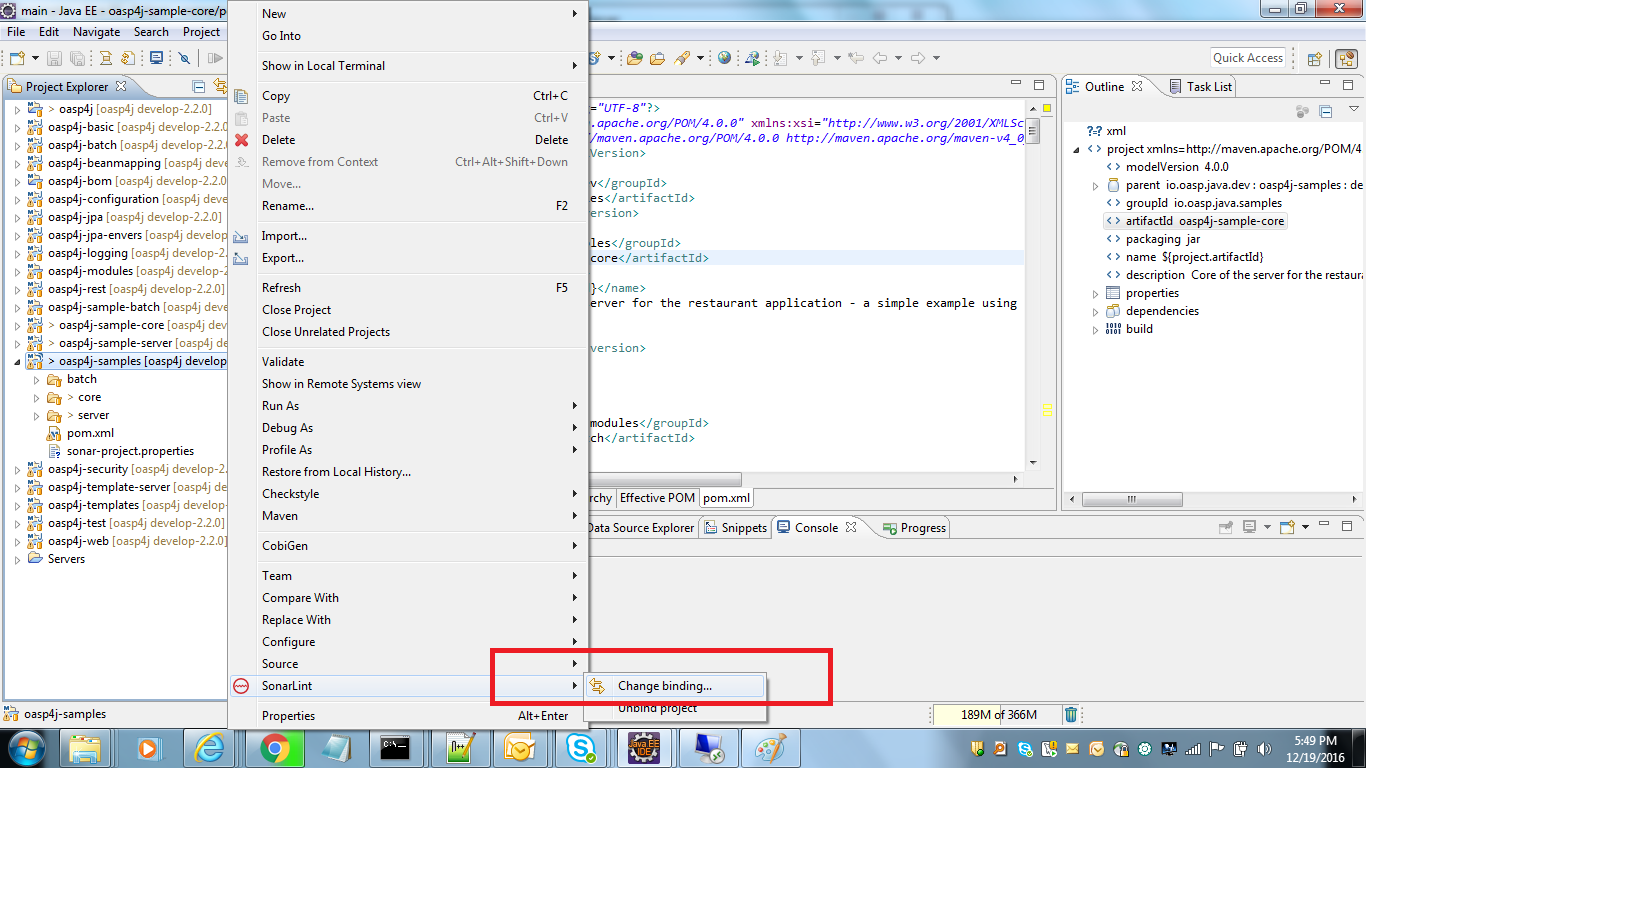 main - Java EE - oasp4j-sample-core/p
File Edit Navigate Search Project
Quick Access
Project Explorer
> oasp4j [oasp4j develop-2.2.0]
oasp4j-basic [oasp4j develop-2.2.0
oasp4j-batch [oasp4j develop-2.2.
oasp4j-beanmapping [oasp4j
oasp4j-bom [oasp4j develop-2.2.0]
oasp4j-configuration [oasp4j
oasp4j-jpa [oasp4j develop-2.2.0]
oasp4j-jpa-envers [oasp4j develop
oasp4j-logging [oasp4j develop-2.
oasp4j-modules [oasp4j develop-
oasp4j-rest [oasp4j develop-2.2.0]
oasp4j-sample-batch [oasp4j
> oasp4j-sample-core [oasp4j dev
> oasp4j-sample-server [oasp4j d
> oasp4j-samples [oasp4j develop
batch
> core
> server
pom.xml
sonar-project.properties
oasp4j-security [oasp4j develop-2.
oasp4j-template-server [oasp4j de
oasp4j-templates [oasp4j develop
oasp4j-test [oasp4j develop-2.2.0]
oasp4j-web [oasp4j develop-2.2.0]
Servers
oasp4j-samples
New
Go Into
Show in Local Terminal
Copy Ctrl+C
Paste Ctrl+V
Delete Delete
Remove from Context Ctrl+Alt+Shift+Down
Move...
Rename... F2
Import...
Export...
Refresh F5
Close Project
Close Unrelated Projects
Validate
Show in Remote Systems view
Run As
Debug As
Profile As
Restore from Local History...
Checkstyle
Maven
CobiGen
Team
Compare With
Replace With
Configure
Source
SonarLint
Properties Alt+Enter
Change binding...
Unbind project
="UTF-8"?>
.apache.org/POM/4.0.0" xmlns:xsi="http://www.w3.org/2001/XMLSc
//maven.apache.org/POM/4.0.0 http://maven.apache.org/maven-v4_0
Version>
v</groupId>
es</artifactId>
ersion>
les</groupId>
core</artifactId>
}</name>
erver for the restaurant application - a simple example using
version>
modules</groupId>
ch</artifactId>
rchy Effective POM pom.xml
Data Source Explorer Snippets Console Progress
Outline Task List
xml
project xmlns=http://maven.apache.org/POM/4
modelVersion 4.0.0
parent io.oasp.java.dev : oasp4j-samples : de
groupId io.oasp.java.samples
artifactId oasp4j-sample-core
packaging jar
name ${project.artifactId}
description Core of the server for the restaura
properties
dependencies
build
189M of 366M
5:49 PM
12/19/2016